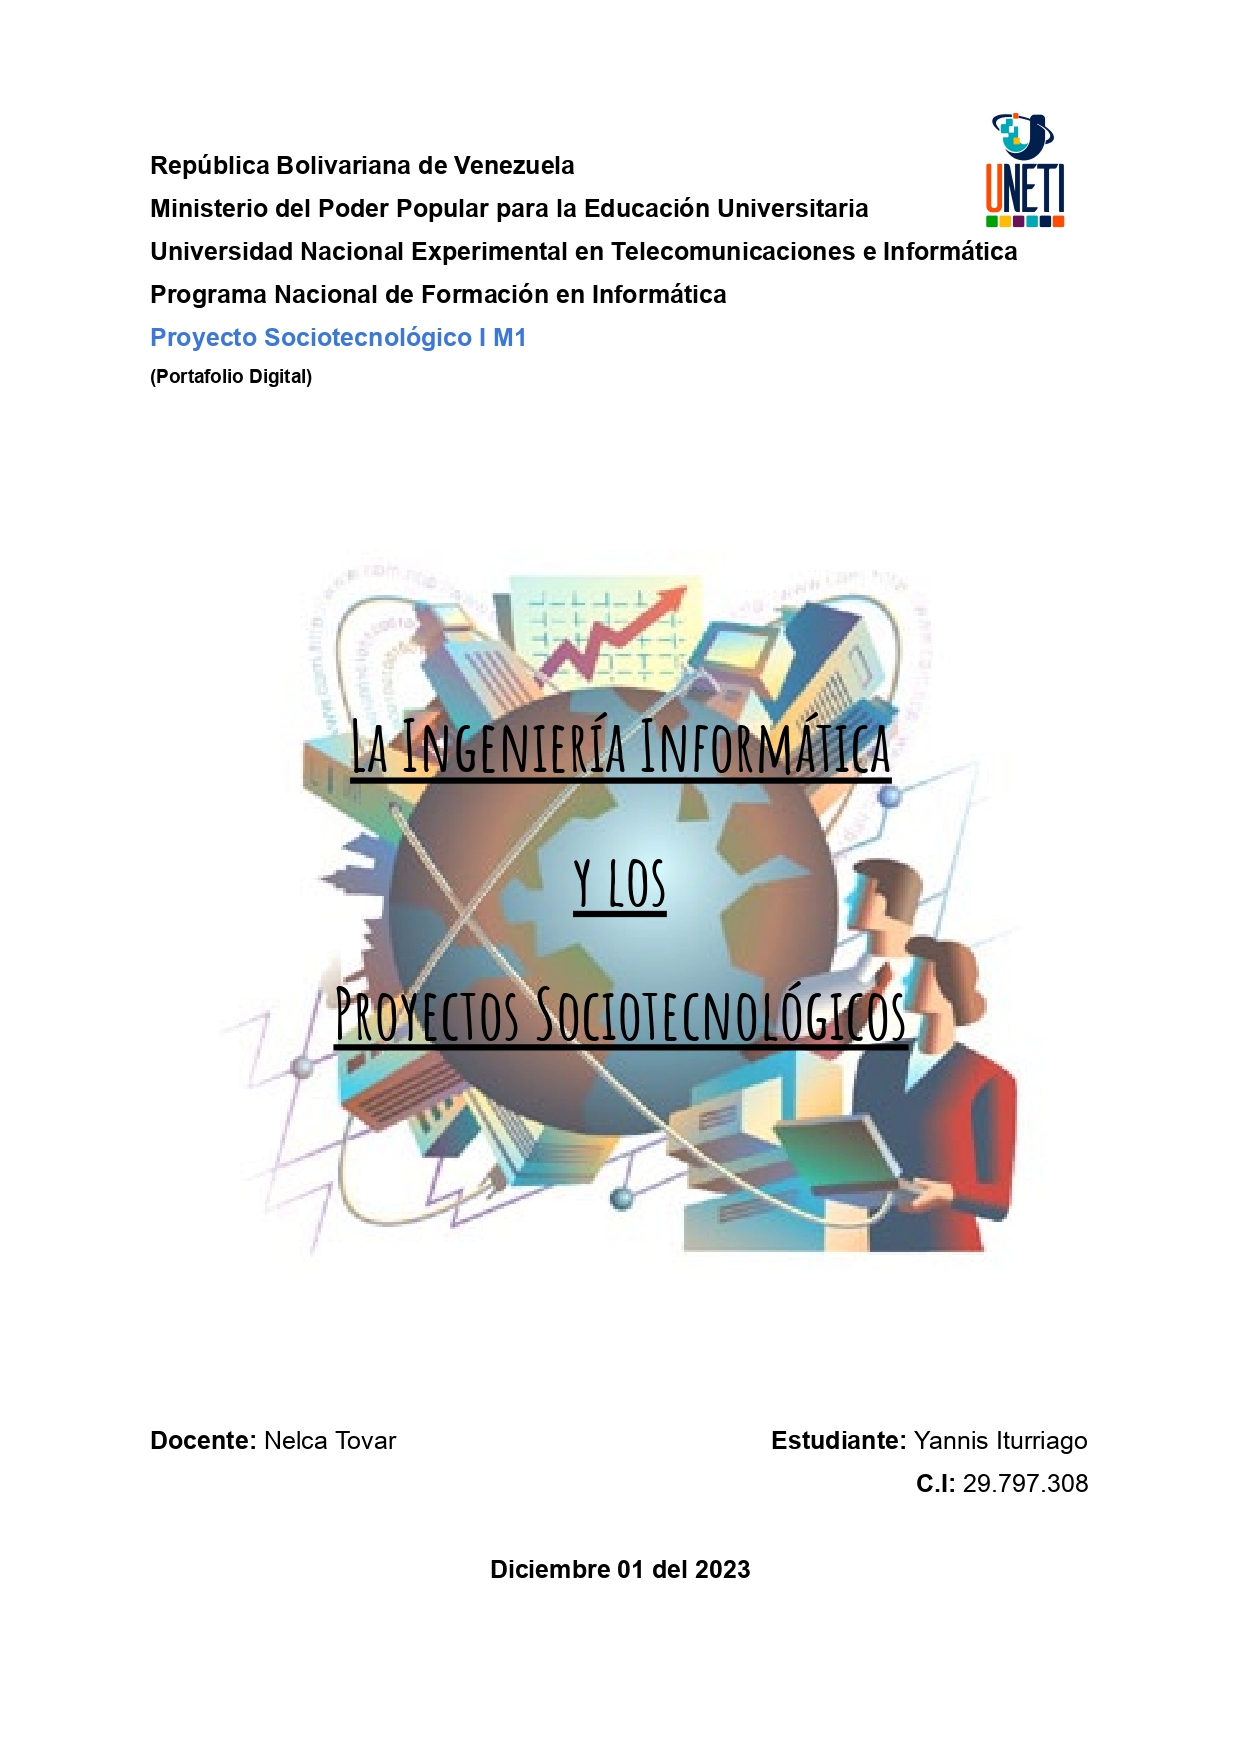 República Bolivariana de Venezuela
Ministerio del Poder Popular para la Educación Universitaria
Universidad Nacional Experimental en Telecomunicaciones e Informática
Programa Nacional de Formación en Informática
Proyecto Sociotecnológico I M1
(Portafolio Digital)
UNETI
La Ingeniería Informática
y los
Proyectos Sociotecnológicos
Docente: Nelca Tovar
Estudiante: Yannis Iturriago
C.I: 29.797.308
Diciembre 01 del 2023